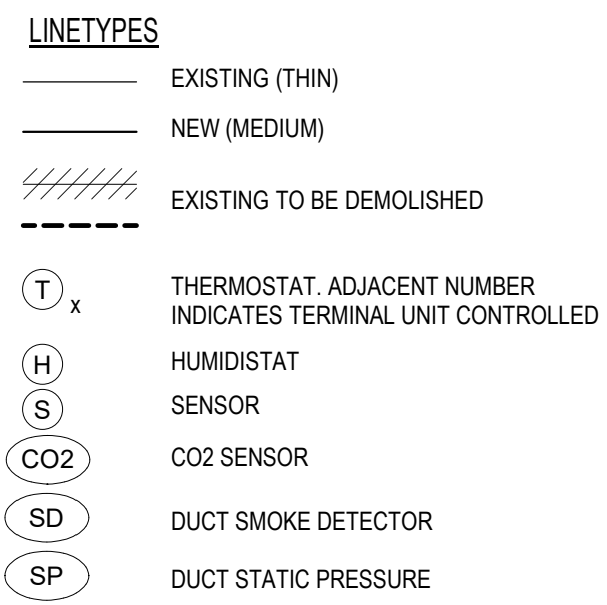 LINETYPES
EXISTING (THIN)
NEW (MEDIUM)
EXISTING TO BE DEMOLISHED
T x THERMOSTAT. ADJACENT NUMBER
INDICATES TERMINAL UNIT CONTROLLED
H HUMIDISTAT
S SENSOR
CO2 CO2 SENSOR
SD DUCT SMOKE DETECTOR
SP DUCT STATIC PRESSURE